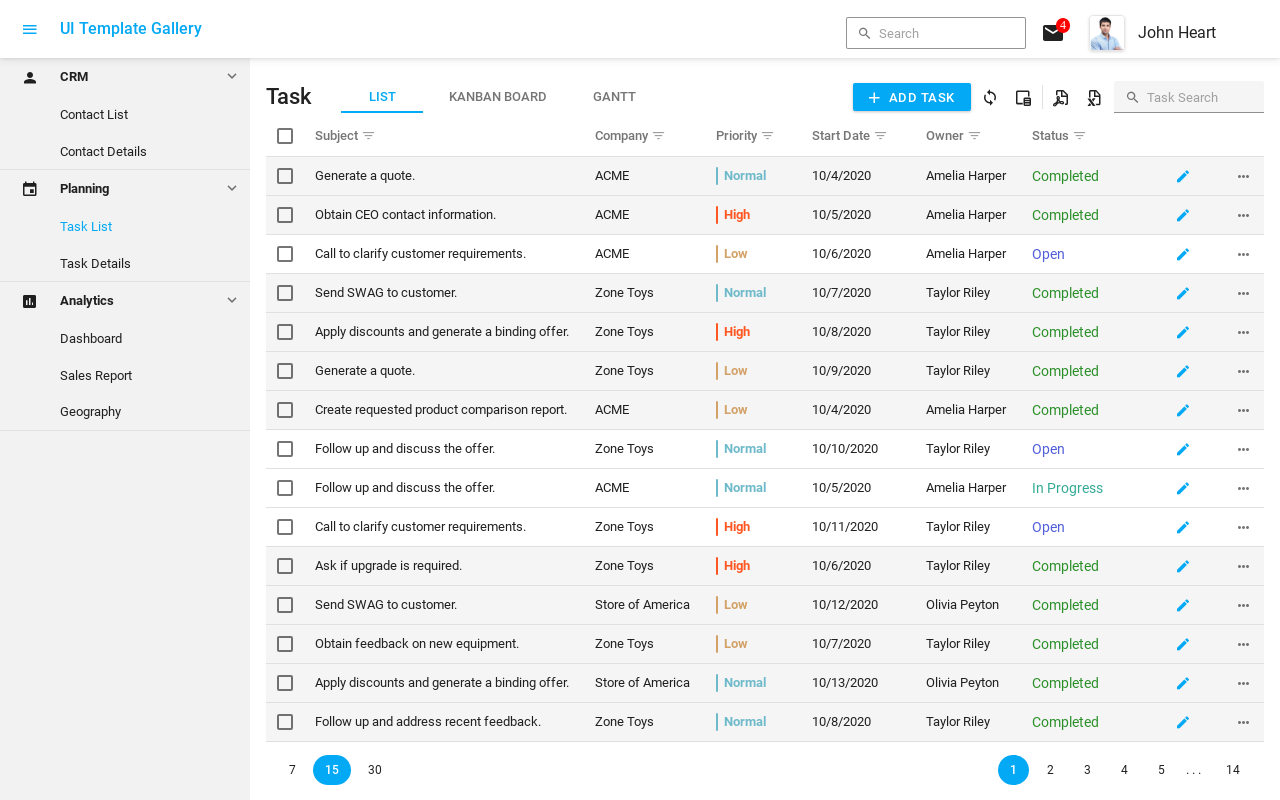 UI Template Gallery
Search
4
John Heart
CRM
Contact List
Contact Details
Planning
Task List
Task Details
Analytics
Dashboard
Sales Report
Geography
Task
LIST
KANBAN BOARD
GANTT
ADD TASK
Task Search
Subject Company Priority Start Date Owner Status
Generate a quote. ACME Normal 10/4/2020 Amelia Harper Completed
Obtain CEO contact information. ACME High 10/5/2020 Amelia Harper Completed
Call to clarify customer requirements. ACME Low 10/6/2020 Amelia Harper Open
Send SWAG to customer. Zone Toys Normal 10/7/2020 Taylor Riley Completed
Apply discounts and generate a binding offer. Zone Toys High 10/8/2020 Taylor Riley Completed
Generate a quote. Zone Toys Low 10/9/2020 Taylor Riley Completed
Create requested product comparison report. ACME Low 10/4/2020 Amelia Harper Completed
Follow up and discuss the offer. Zone Toys Normal 10/10/2020 Taylor Riley Open
Follow up and discuss the offer. ACME Normal 10/5/2020 Amelia Harper In Progress
Call to clarify customer requirements. Zone Toys High 10/11/2020 Taylor Riley Open
Ask if upgrade is required. Zone Toys High 10/6/2020 Taylor Riley Completed
Send SWAG to customer. Store of America Low 10/12/2020 Olivia Peyton Completed
Obtain feedback on new equipment. Zone Toys Low 10/7/2020 Taylor Riley Completed
Apply discounts and generate a binding offer. Store of America Normal 10/13/2020 Olivia Peyton Completed
Follow up and address recent feedback. Zone Toys Normal 10/8/2020 Taylor Riley Completed
7 15 30
1 2 3 4 5 . . . 14